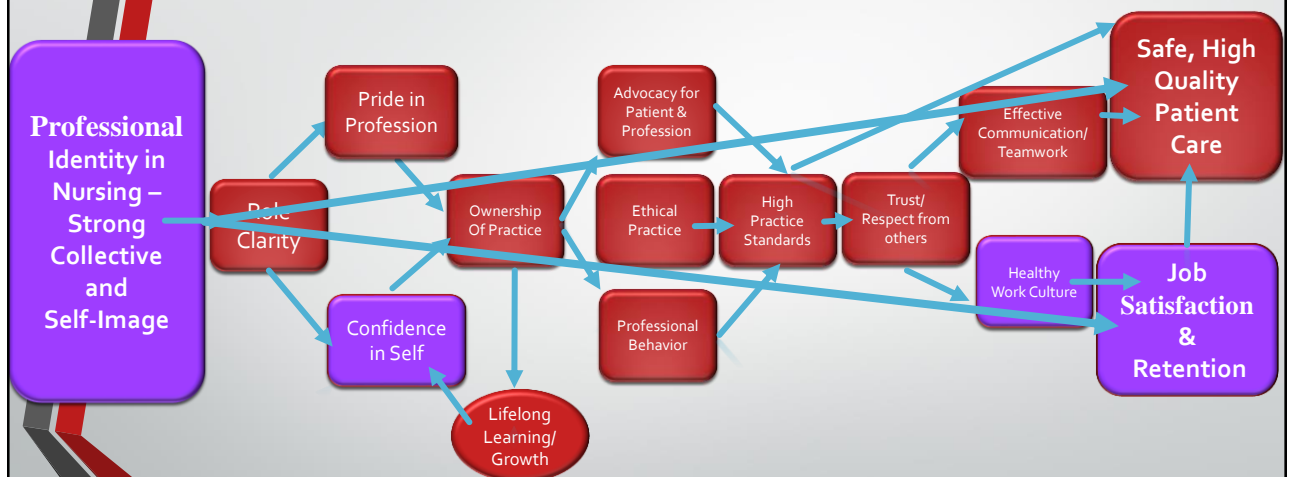 Professional
Identity in
Nursing –
Strong
Collective
and
Self-Image
Role
Clarity
Pride in
Profession
Confidence
in Self
Ownership
Of Practice
Lifelong
Learning/
Growth
Advocacy for
Patient &
Profession
Ethical
Practice
Professional
Behavior
High
Practice
Standards
Trust/
Respect from
others
Effective
Communication/
Teamwork
Healthy
Work Culture
Safe, High
Quality
Patient
Care
Job
Satisfaction
&
Retention